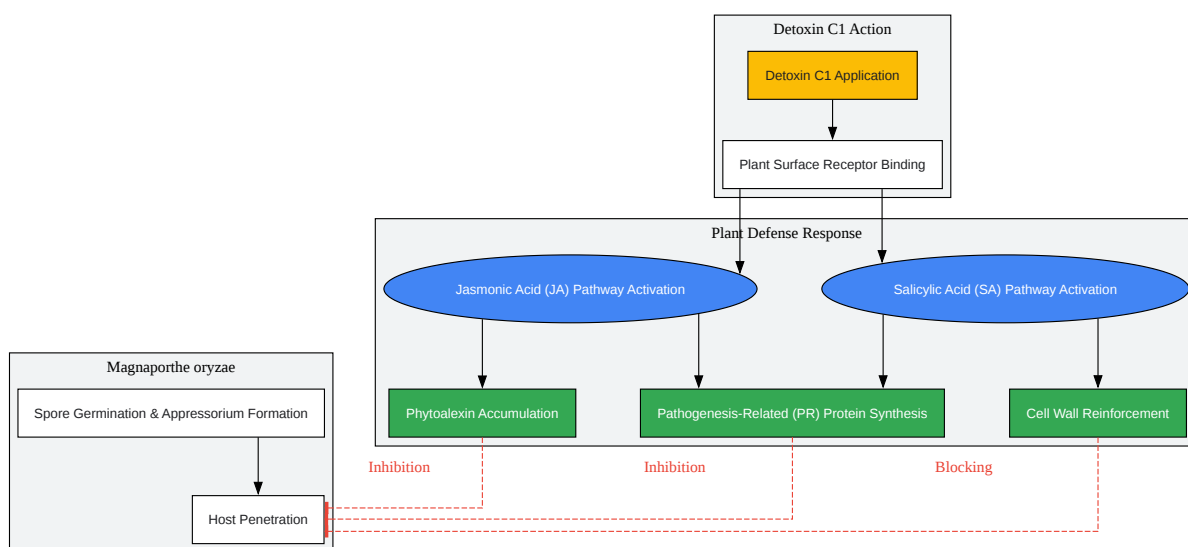 Detoxin C1 Action
Detoxin C1 Application
Plant Surface Receptor Binding
Plant Defense Response
Jasmonic Acid (JA) Pathway Activation
Salicylic Acid (SA) Pathway Activation
Magnaporthe oryzae
Spore Germination & Appressorium Formation
Phytoalexin Accumulation
Pathogenesis-Related (PR) Protein Synthesis
Cell Wall Reinforcement
Inhibition
Inhibition
Blocking
Host Penetration